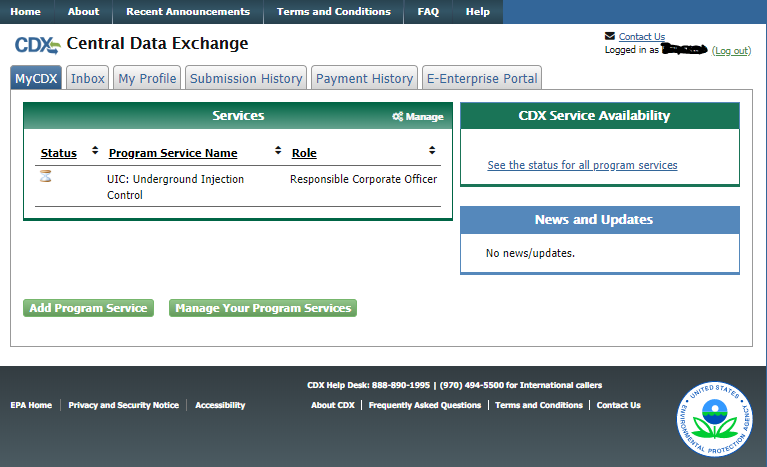 Home About Recent Announcements Terms and Conditions FAQ Help
CDX Central Data Exchange
Contact Us
Logged in as (Log out)
MyCDX Inbox My Profile Submission History Payment History E-Enterprise Portal
Services Manage
Status Program Service Name Role
UIC: Underground Injection Control Responsible Corporate Officer
CDX Service Availability
See the status for all program services
News and Updates
No news/updates.
Add Program Service Manage Your Program Services
CDX Help Desk: 888-890-1995 | (970) 494-5500 for International callers
EPA Home Privacy and Security Notice Accessibility About CDX Frequently Asked Questions Terms and Conditions Contact Us
UNITED STATES ENVIRONMENTAL PROTECTION AGENCY